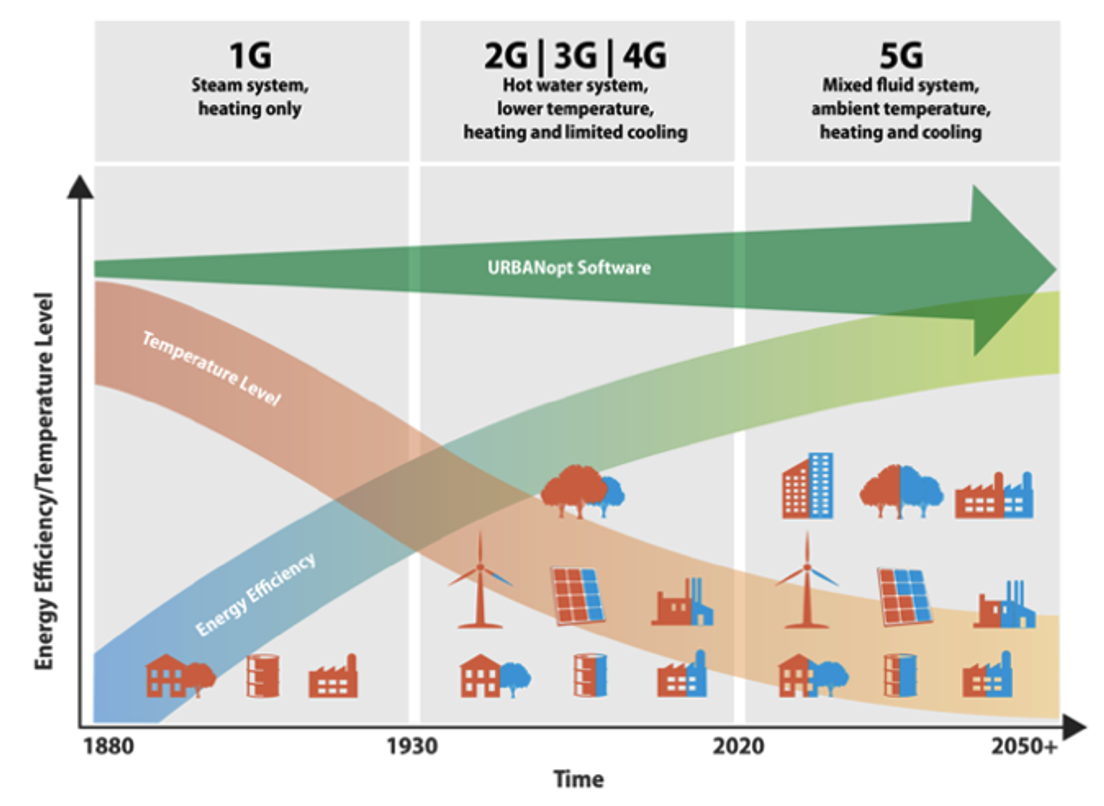 1G
Steam system,
heating only
2G | 3G | 4G
Hot water system,
lower temperature,
heating and limited cooling
5G
Mixed fluid system,
ambient temperature,
heating and cooling
Energy Efficiency/Temperature Level
URBANopt Software
Temperature Level
Energy Efficiency
1880
1930
2020
2050+
Time